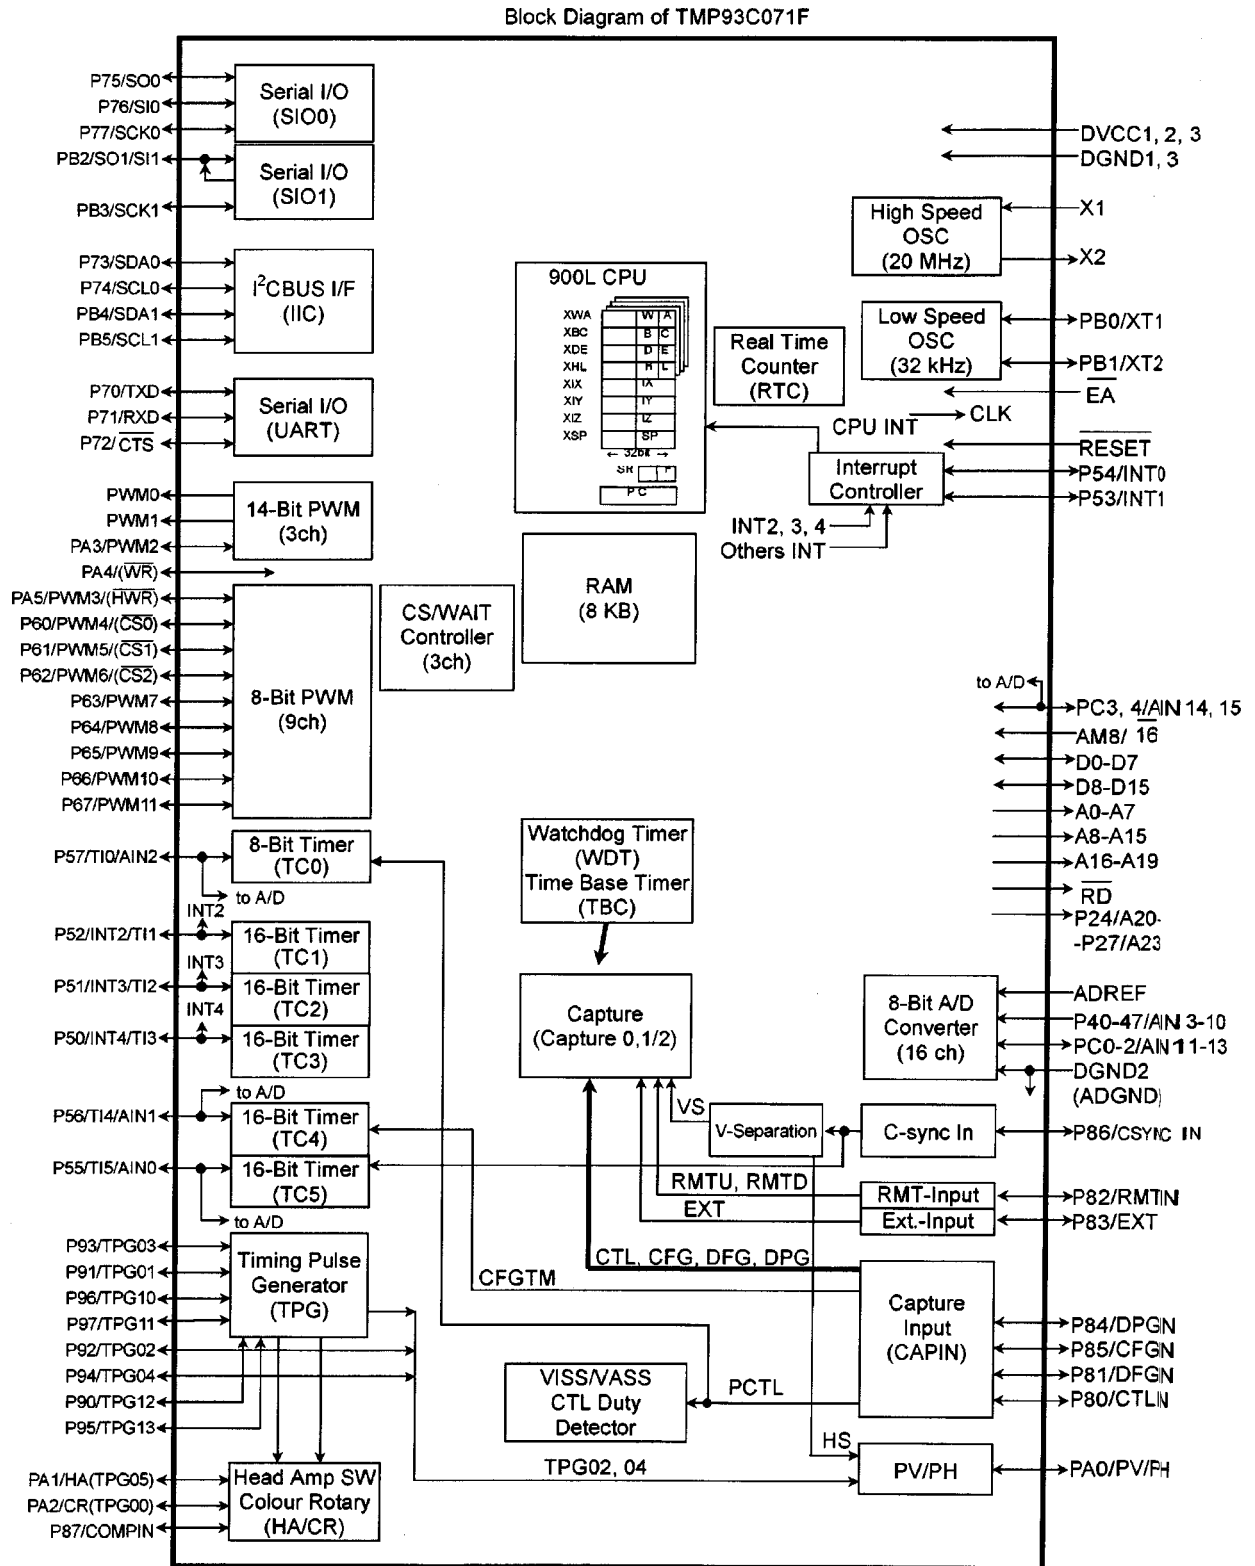 Block Diagram of TMP93C071F
P75/SO0
P76/SI0
P77/SCK0
Serial I/O
(SIO0)
PB2/SO1/SI1
PB3/SCK1
Serial I/O
(SIO1)
P73/SDA0
P74/SCL0
PB4/SDA1
PB5/SCL1
I²CBUS I/F
(IIC)
P70/TXD
P71/RXD
P72/CTS
Serial I/O
(UART)
PWM0
PWM1
PA3/PWM2
14-Bit PWM
(3ch)
PA4/(WR)
PA5/PWM3/(HWR)
P60/PWM4/(CS0)
P61/PWM5/(CS1)
P62/PWM6/(CS2)
P63/PWM7
P64/PWM8
P65/PWM9
P66/PWM10
P67/PWM11
8-Bit PWM
(9ch)
P57/TI0/AIN2
8-Bit Timer
(TC0)
to A/D
INT2
P52/INT2/TI1
16-Bit Timer
(TC1)
INT3
P51/INT3/TI2
16-Bit Timer
(TC2)
INT4
P50/INT4/TI3
16-Bit Timer
(TC3)
to A/D
P56/TI4/AIN1
16-Bit Timer
(TC4)
P55/TI5/AIN0
16-Bit Timer
(TC5)
to A/D
P93/TPG03
P91/TPG01
P96/TPG10
P97/TPG11
P92/TPG02
P94/TPG04
P90/TPG12
P95/TPG13
Timing Pulse
Generator
(TPG)
PA1/HA(TPG05)
PA2/CR(TPG00)
P87/COMPIN
Head Amp SW
Colour Rotary
(HA/CR)
900L CPU
XWA W A
XBC B C
XDE D E
XHL H L
XIX IX
XIY IY
XIZ IZ
XSP SP
32bit
SR F
PC
Real Time
Counter
(RTC)
CS/WAIT
Controller
(3ch)
RAM
(8 KB)
Watchdog Timer
(WDT)
Time Base Timer
(TBC)
Capture
(Capture 0,1/2)
VS
V-Separation
C-sync In
RMTU, RMTD
RMT-Input
EXT
Ext.-Input
CTL, CFG, DFG, DPG
CFGTM
Capture
Input
(CAPIN)
VISS/VASS
CTL Duty
Detector
PCTL
HS
TPG02, 04
PV/PH
DVCC1, 2, 3
DGND1, 3
High Speed
OSC
(20 MHz)
X1
X2
Low Speed
OSC
(32 kHz)
PB0/XT1
PB1/XT2
EA
CLK
CPU INT
RESET
Interrupt
Controller
P54/INT0
P53/INT1
INT2, 3, 4
Others INT
to A/D
PC3, 4/AIN 14, 15
AM8/ 16
D0-D7
D8-D15
A0-A7
A8-A15
A16-A19
RD
P24/A20-
-P27/A23
8-Bit A/D
Converter
(16 ch)
ADREF
P40-47/AIN 3-10
PC0-2/AIN 11-13
DGND2
(ADGND)
P86/CSYNC IN
P82/RMTIN
P83/EXT
P84/DPGIN
P85/CFGIN
P81/DFGIN
P80/CTLIN
PA0/PV/PH